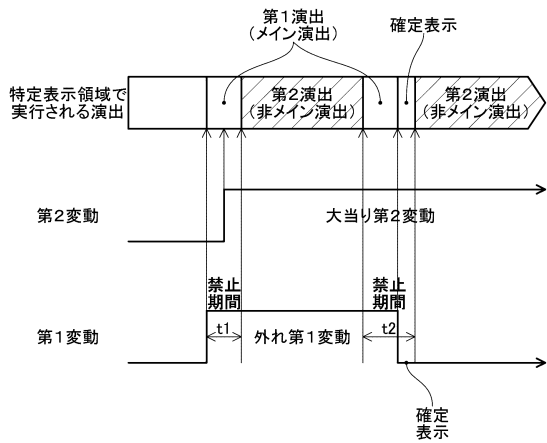 第1演出
(メイン演出)
確定表示
特定表示領域で
実行される演出
第2演出
(非メイン演出)
第2演出
(非メイン演出)
第2変動
大当り第2変動
禁止
期間
禁止
期間
第1変動
t1
外れ第1変動
t2
確定
表示